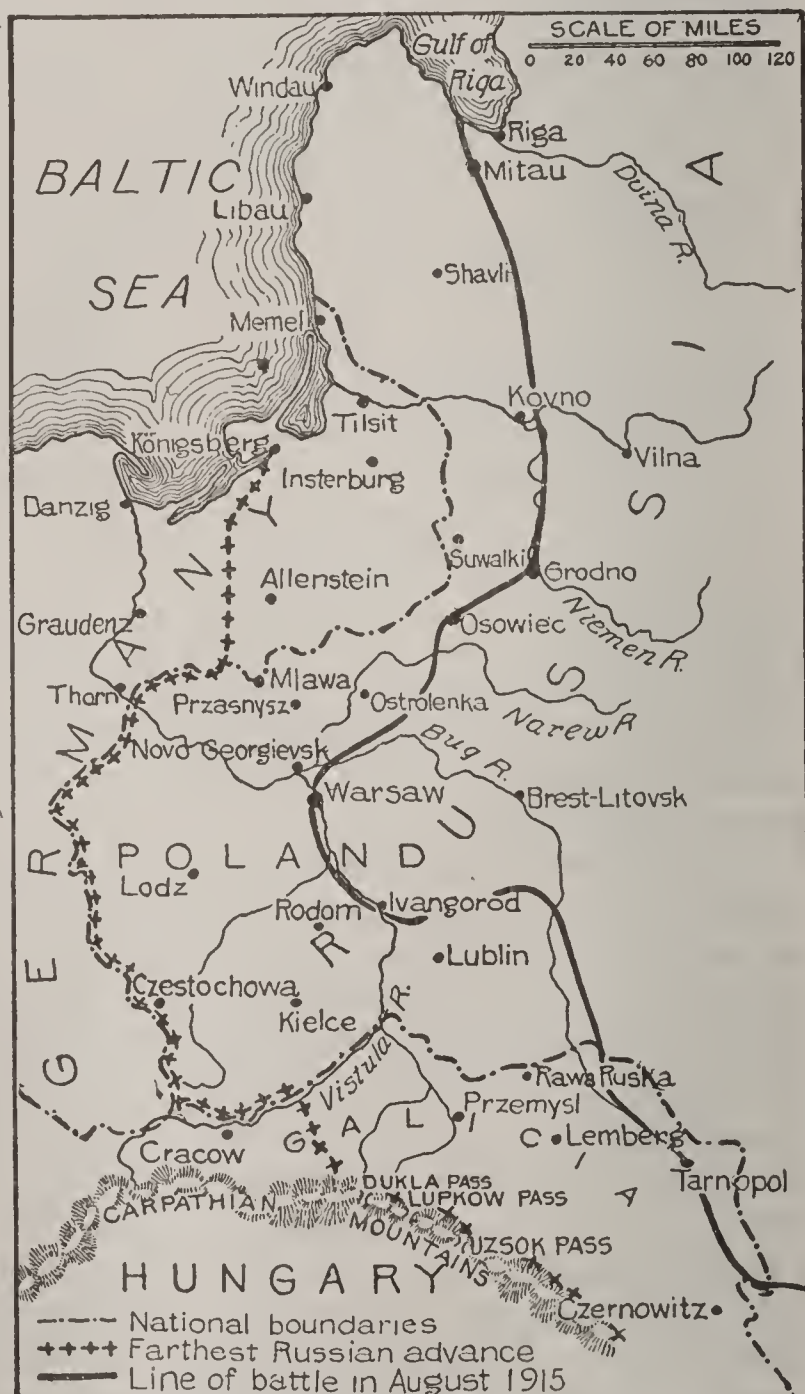 SCALE OF MILES
0 20 40 60 80 100 120
Gulf of
Riga
Windau
Riga
Mitau
BALTIC
SEA
Duina R.
Libau
Shavli
Memel
Tilsit
Kovno
Vilna
Königsberg
Insterburg
Danzig
Suwalki
Grodno
Allenstein
Niemen R.
Graudenz
Osowiec
Thorn
Mlawa
Przasnysz
Ostrolenka
Narew R
Novo Georgievsk
Bug R.
Warsaw
Brest-Litovsk
POLAND
Lodz
Ivangorod
Rodom
Lublin
Czestochowa
Kielce
GERMANY
RUSSIA
Vistula R.
Rawa Ruska
Przemysl
GALICIA
Lemberg
Cracow
Tarnopol
DUKLA PASS
LUPKOW PASS
CARPATHIAN
MOUNTAINS
UZSOK PASS
HUNGARY
Czernowitz
National boundaries
Farthest Russian advance
Line of battle in August 1915